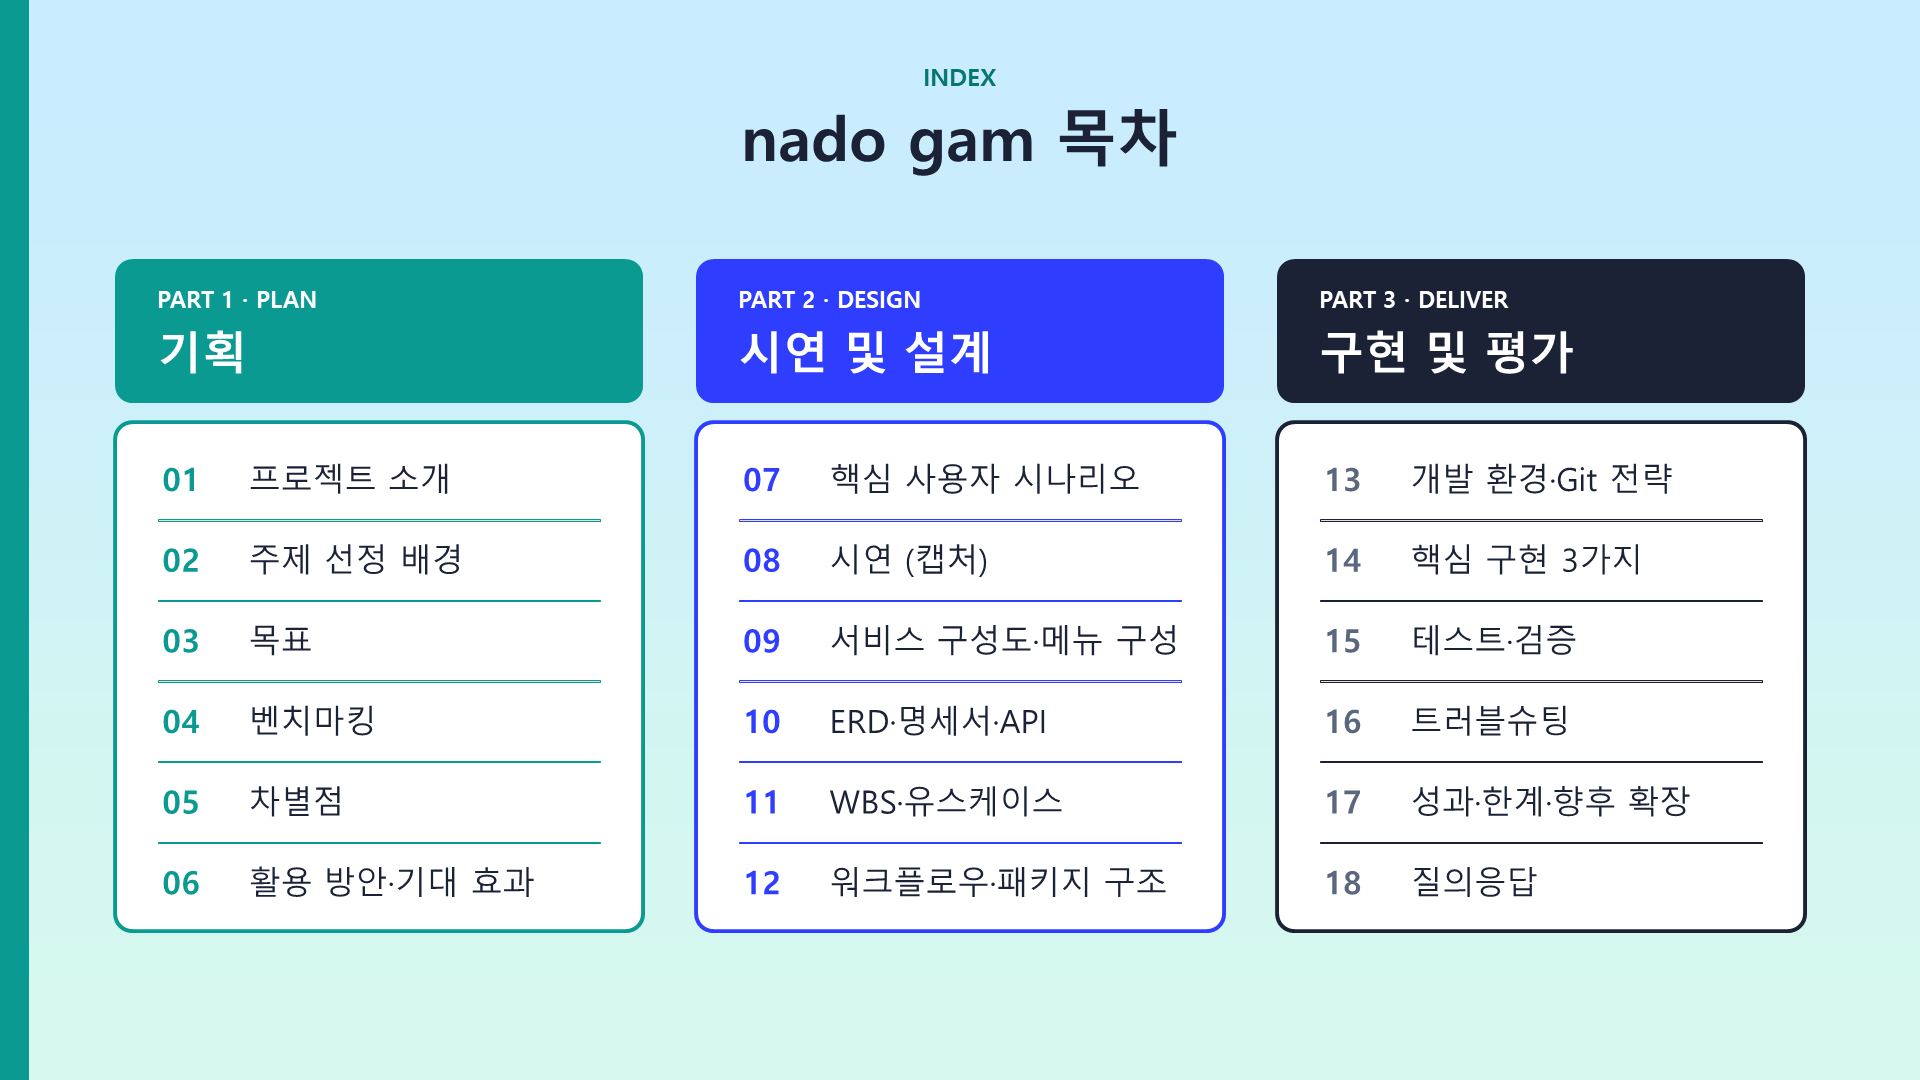 INDEX
nado gam 목차
PART 1 · PLAN
기획
01 프로젝트 소개
02 주제 선정 배경
03 목표
04 벤치마킹
05 차별점
06 활용 방안·기대 효과
PART 2 · DESIGN
시연 및 설계
07 핵심 사용자 시나리오
08 시연 (캡처)
09 서비스 구성도·메뉴 구성
10 ERD·명세서·API
11 WBS·유스케이스
12 워크플로우·패키지 구조
PART 3 · DELIVER
구현 및 평가
13 개발 환경·Git 전략
14 핵심 구현 3가지
15 테스트·검증
16 트러블슈팅
17 성과·한계·향후 확장
18 질의응답